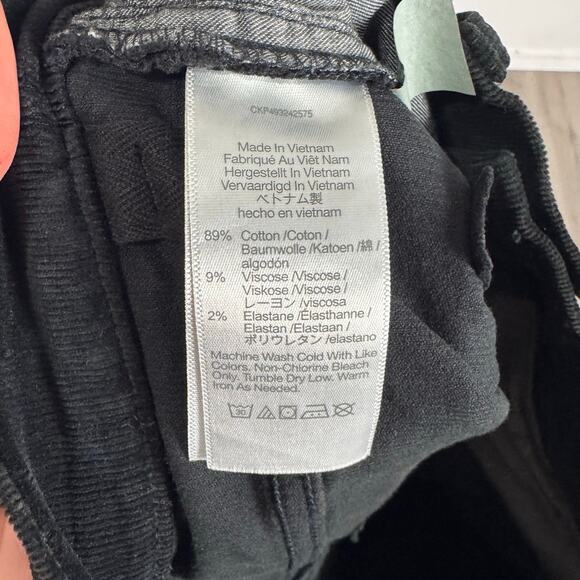 CKP493242575
Made In Vietnam
Fabriqué Au Viêt Nam
Hergestellt In Vietnam
Vervaardigd In Vietnam
ベトナム製
hecho en vietnam
89% Cotton /Coton /
Baumwolle /Katoen /綿 /
algodón
9% Viscose /Viscose /
Viskose /Viscose /
レーヨン /viscosa
2% Elastane /Élasthanne /
Elastan /Elastaan /
ポリウレタン /elastano
Machine Wash Cold With Like
Colors. Non-Chlorine Bleach
Only. Tumble Dry Low. Warm
Iron As Needed.
30